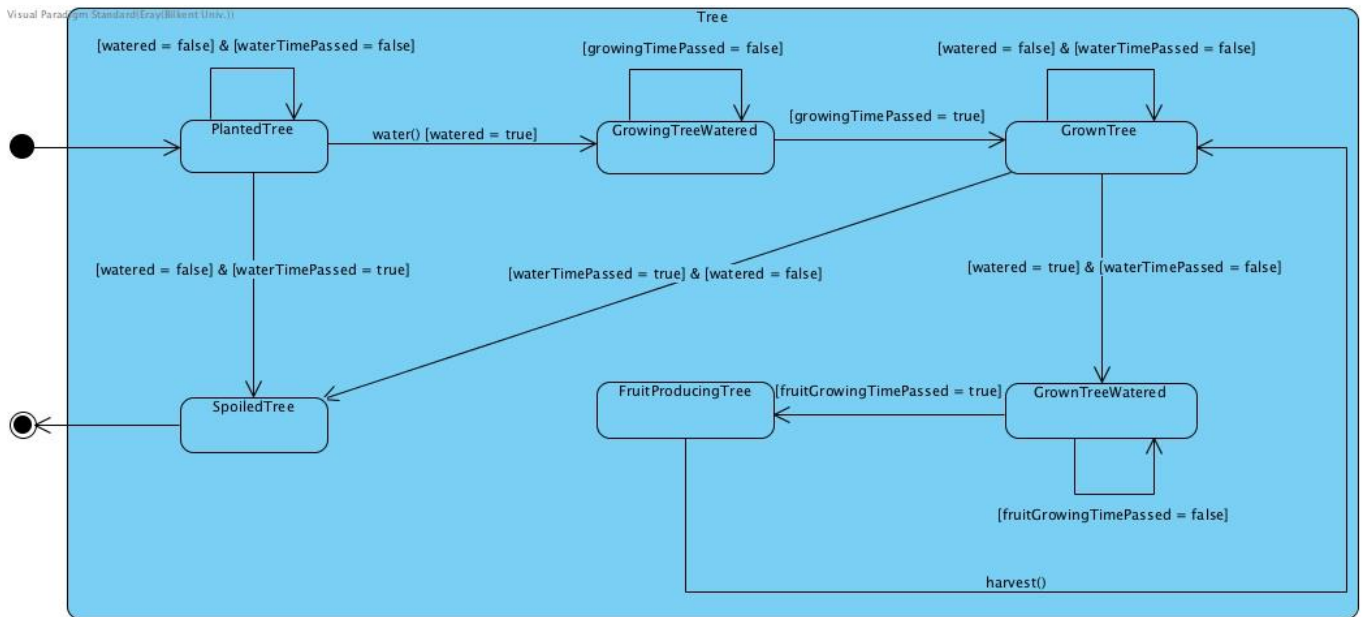 Visual Paradigm Standard(Eray(Bilkent Univ.))
Tree
[watered = false] & [waterTimePassed = false]
[growingTimePassed = false]
[watered = false] & [waterTimePassed = false]
PlantedTree
water() [watered = true]
GrowingTreeWatered
[growingTimePassed = true]
GrownTree
[watered = false] & [waterTimePassed = true]
[waterTimePassed = true] & [watered = false]
[watered = true] & [waterTimePassed = false]
SpoiledTree
FruitProducingTree
[fruitGrowingTimePassed = true]
GrownTreeWatered
[fruitGrowingTimePassed = false]
harvest()